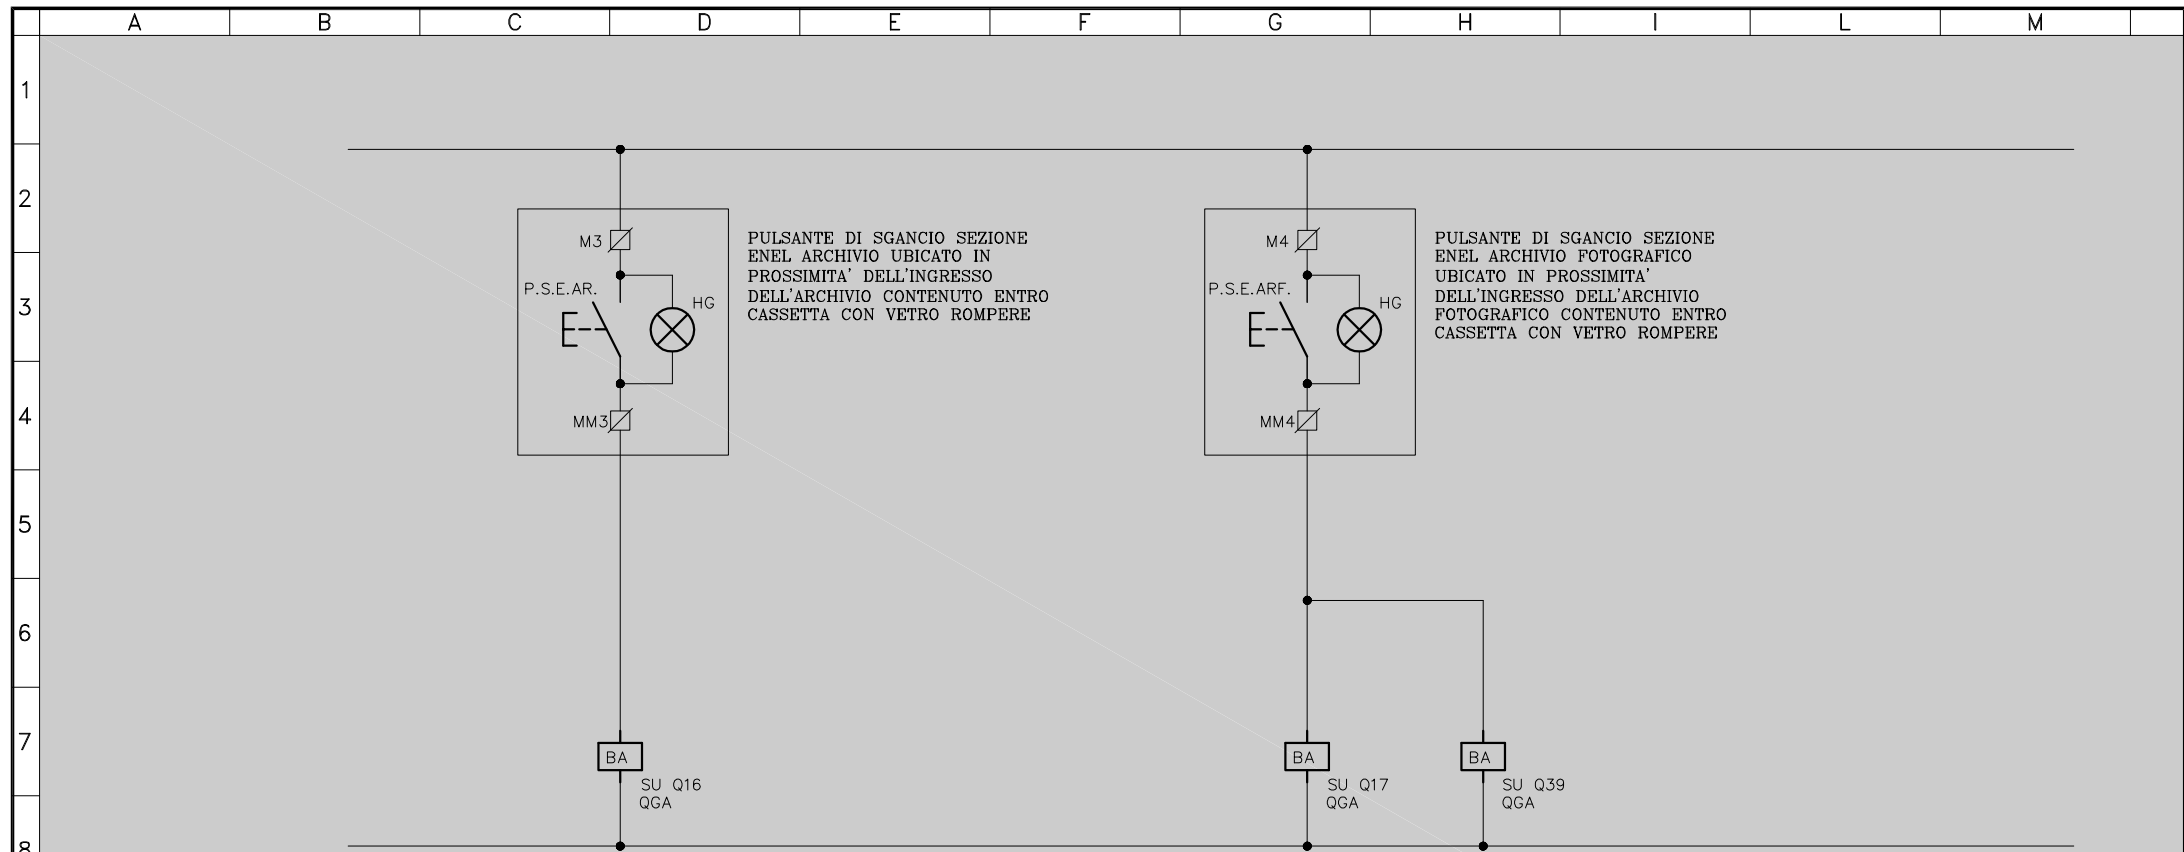 A B C D E F G H I L M
1
2
3
4
5
6
7
8
M3
P.S.E.AR.
HG
MM3
PULSANTE DI SGANCIO SEZIONE
ENEL ARCHIVIO UBICATO IN
PROSSIMITA' DELL'INGRESSO
DELL'ARCHIVIO CONTENUTO ENTRO
CASSETTA CON VETRO ROMPERE
M4
P.S.E.ARF.
HG
MM4
PULSANTE DI SGANCIO SEZIONE
ENEL ARCHIVIO FOTOGRAFICO
UBICATO IN PROSSIMITA'
DELL'INGRESSO DELL'ARCHIVIO
FOTOGRAFICO CONTENUTO ENTRO
CASSETTA CON VETRO ROMPERE
BA
SU Q16
QGA
BA
SU Q17
QGA
BA
SU Q39
QGA